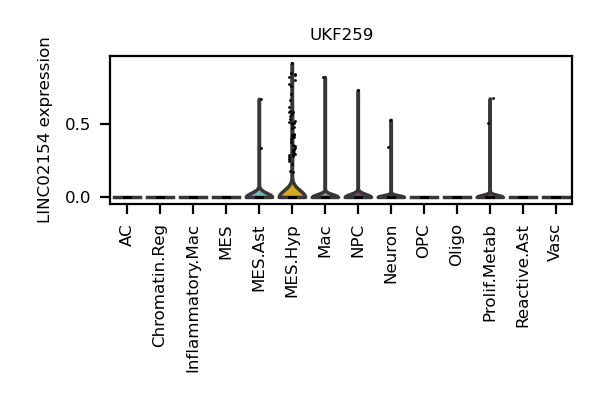 UKF259
LINC02154 expression
0.5
0.0
AC
Chromatin.Reg
Inflammatory.Mac
MES
MES.Ast
MES.Hyp
Mac
NPC
Neuron
OPC
Oligo
Prolif.Metab
Reactive.Ast
Vasc